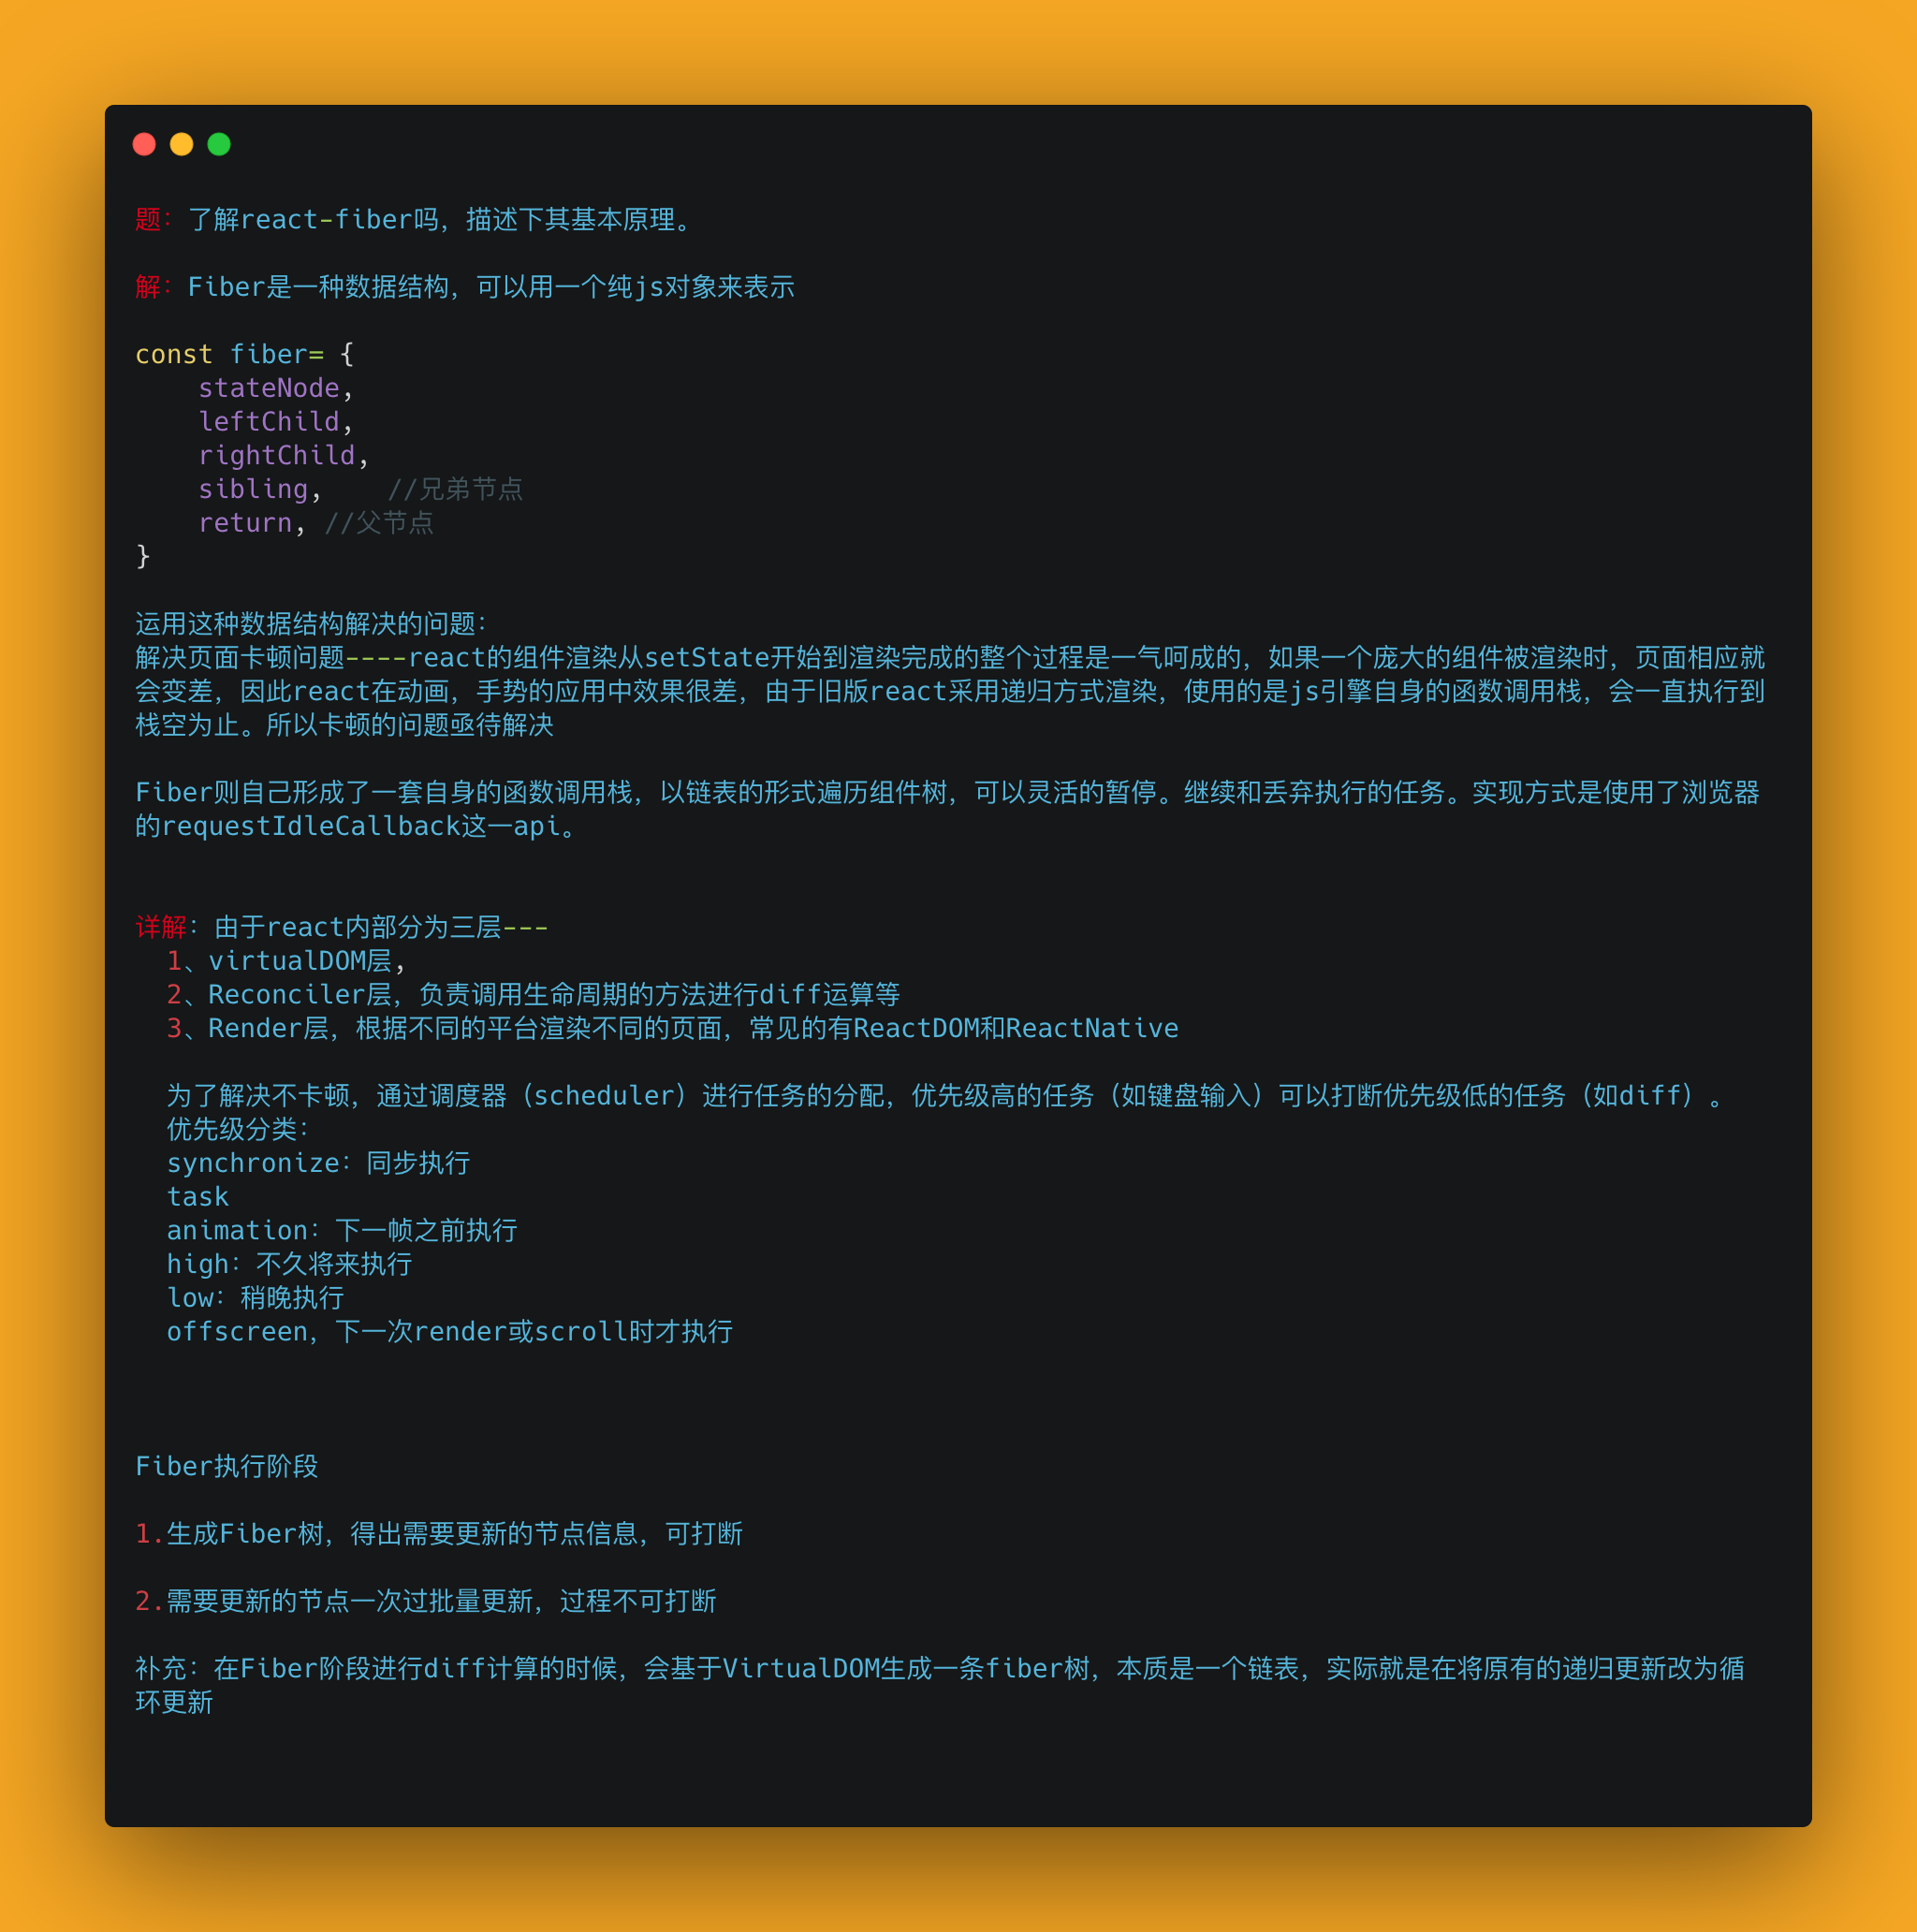 题：了解react-fiber吗，描述下其基本原理。
解：Fiber是一种数据结构，可以用一个纯js对象来表示
const fiber= {
    stateNode,
    leftChild,
    rightChild,
    sibling,    //兄弟节点
    return, //父节点
}
运用这种数据结构解决的问题：
解决页面卡顿问题----react的组件渲染从setState开始到渲染完成的整个过程是一气呵成的，如果一个庞大的组件被渲染时，页面相应就
会变差，因此react在动画，手势的应用中效果很差，由于旧版react采用递归方式渲染，使用的是js引擎自身的函数调用栈，会一直执行到
栈空为止。所以卡顿的问题亟待解决
Fiber则自己形成了一套自身的函数调用栈，以链表的形式遍历组件树，可以灵活的暂停。继续和丢弃执行的任务。实现方式是使用了浏览器
的requestIdleCallback这一api。
详解：由于react内部分为三层---
  1、virtualDOM层,
  2、Reconciler层，负责调用生命周期的方法进行diff运算等
  3、Render层，根据不同的平台渲染不同的页面，常见的有ReactDOM和ReactNative
  为了解决不卡顿，通过调度器（scheduler）进行任务的分配，优先级高的任务（如键盘输入）可以打断优先级低的任务（如diff）。
  优先级分类：
  synchronize：同步执行
  task
  animation：下一帧之前执行
  high：不久将来执行
  low：稍晚执行
  offscreen，下一次render或scroll时才执行
Fiber执行阶段
1.生成Fiber树，得出需要更新的节点信息，可打断
2.需要更新的节点一次过批量更新，过程不可打断
补充：在Fiber阶段进行diff计算的时候，会基于VirtualDOM生成一条fiber树，本质是一个链表，实际就是在将原有的递归更新改为循
环更新